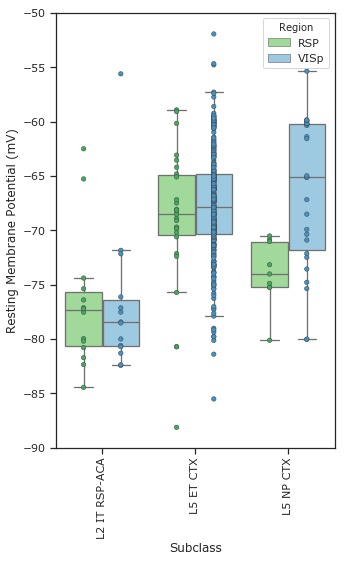 Region
RSP
VISp
−50
−55
−60
−65
−70
−75
−80
−85
−90
Resting Membrane Potential (mV)
L2 IT RSP-ACA
L5 ET CTX
L5 NP CTX
Subclass